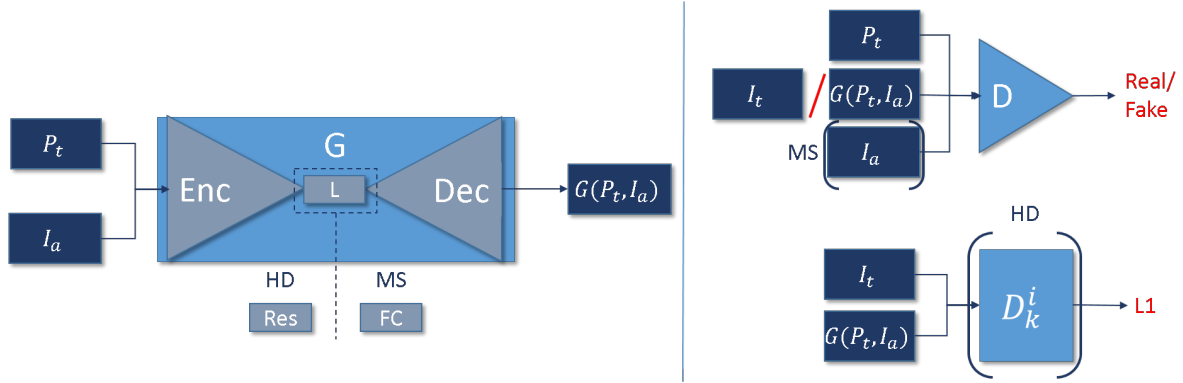 P_t
I_a
G
Enc
L
Dec
G(P_t, I_a)
HD
MS
Res
FC
P_t
I_t / G(P_t, I_a)
MS ( I_a )
D
Real/
Fake
HD
I_t
G(P_t, I_a)
D_k^i
L1